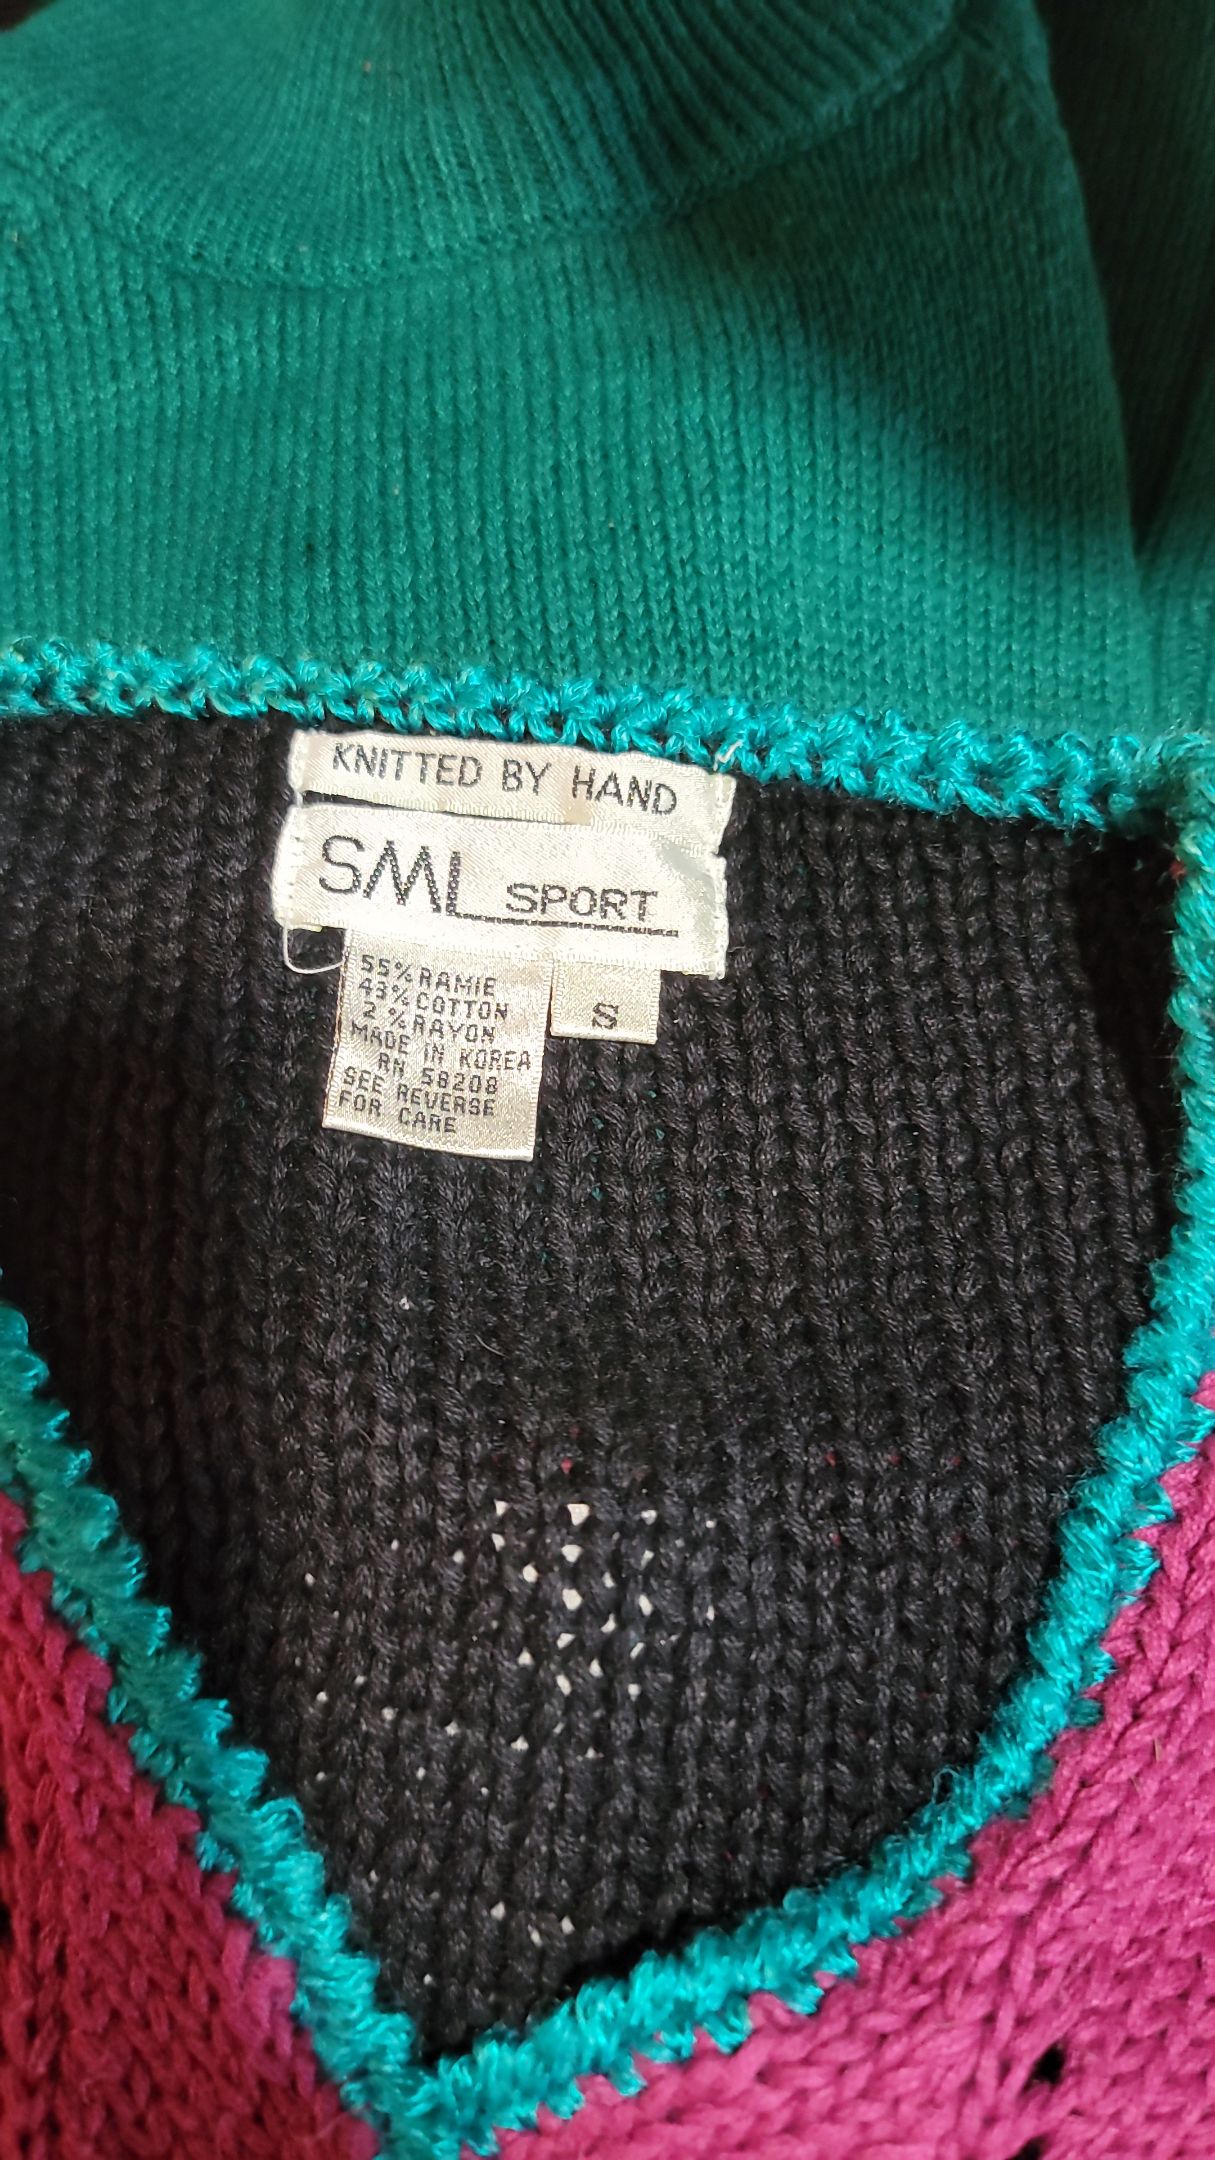 KNITTED BY HAND
SML SPORT
S
55% RAMIE
43% COTTON
2% RAYON
MADE IN KOREA
RN 58208
SEE REVERSE
FOR CARE